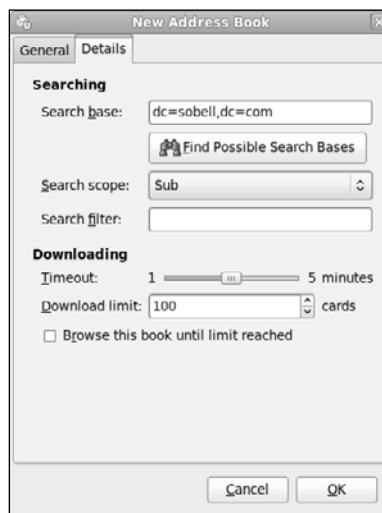 New Address Book
General Details
Searching
Search base: dc=sobell,dc=com
Find Possible Search Bases
Search scope: Sub
Search filter:
Downloading
Timeout: 1 5 minutes
Download limit: 100 cards
Browse this book until limit reached
Cancel OK